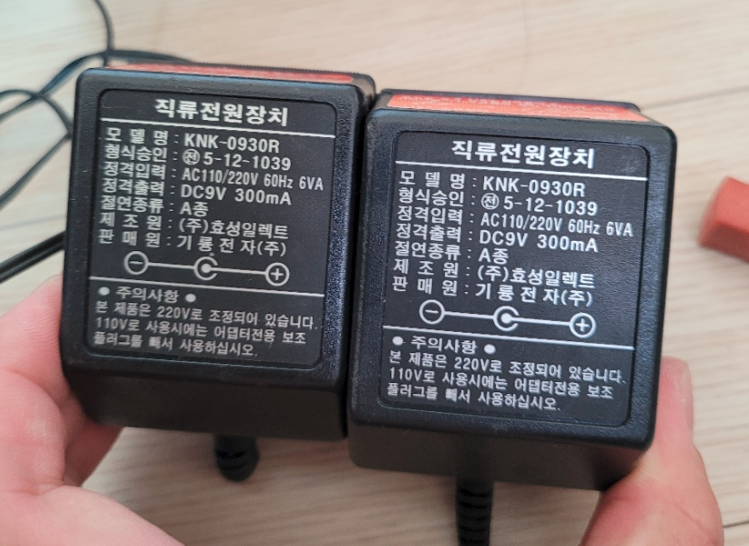 직류전원장치
모 델 명 : KNK-0930R
형식승인 : 전 5-12-1039
정격입력 : AC110/220V 60Hz 6VA
정격출력 : DC9V 300mA
절연종류 : A종
제 조 원 : (주)효성일렉트
판 매 원 : 기륭전자(주)
● 주의사항 ●
본 제품은 220V로 조정되어 있습니다.
110V로 사용시에는 어댑터전용 보조
플러그를 빼서 사용하십시오.
직류전원장치
모 델 명 : KNK-0930R
형식승인 : 전 5-12-1039
정격입력 : AC110/220V 60Hz 6VA
정격출력 : DC9V 300mA
절연종류 : A종
제 조 원 : (주)효성일렉트
판 매 원 : 기륭전자(주)
● 주의사항 ●
본 제품은 220V로 조정되어 있습니다.
110V로 사용시에는 어댑터전용 보조
플러그를 빼서 사용하십시오.